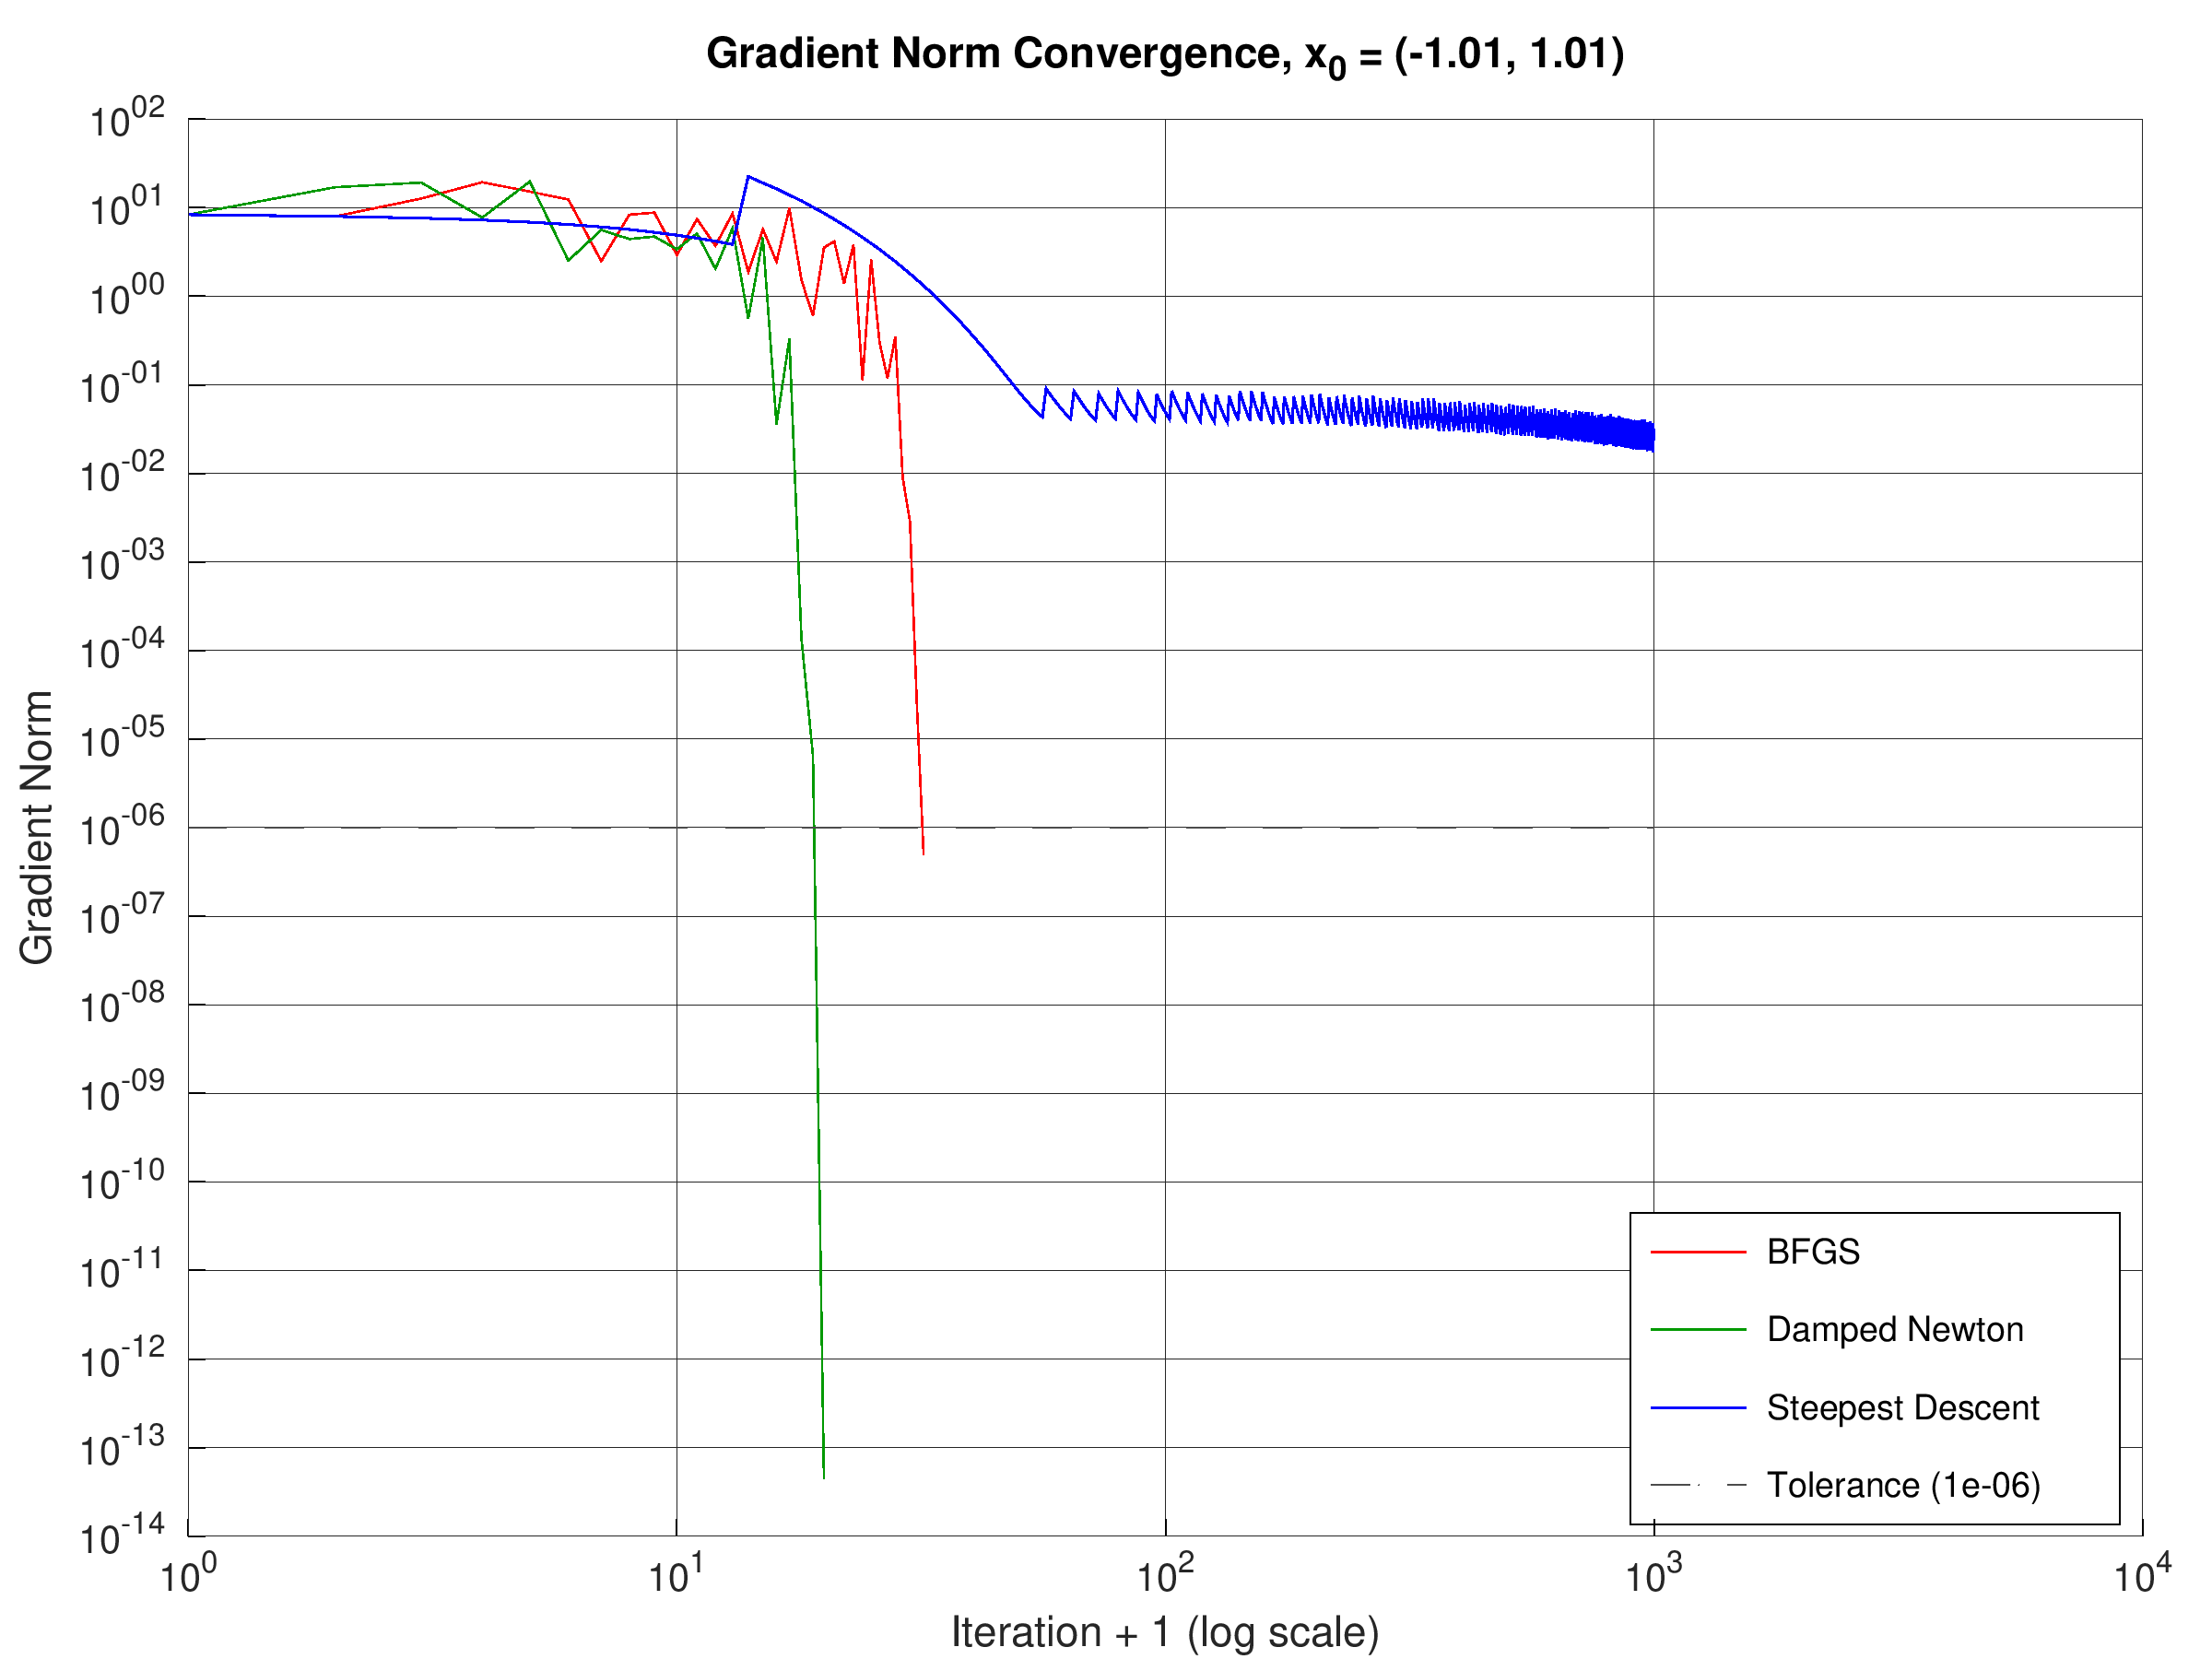 Gradient Norm Convergence, x0 = (-1.01, 1.01)
10^02
10^01
10^00
10^-01
10^-02
10^-03
10^-04
10^-05
10^-06
10^-07
10^-08
10^-09
10^-10
10^-11
10^-12
10^-13
10^-14
Gradient Norm
BFGS
Damped Newton
Steepest Descent
Tolerance (1e-06)
10^0 10^1 10^2 10^3 10^4
Iteration + 1 (log scale)